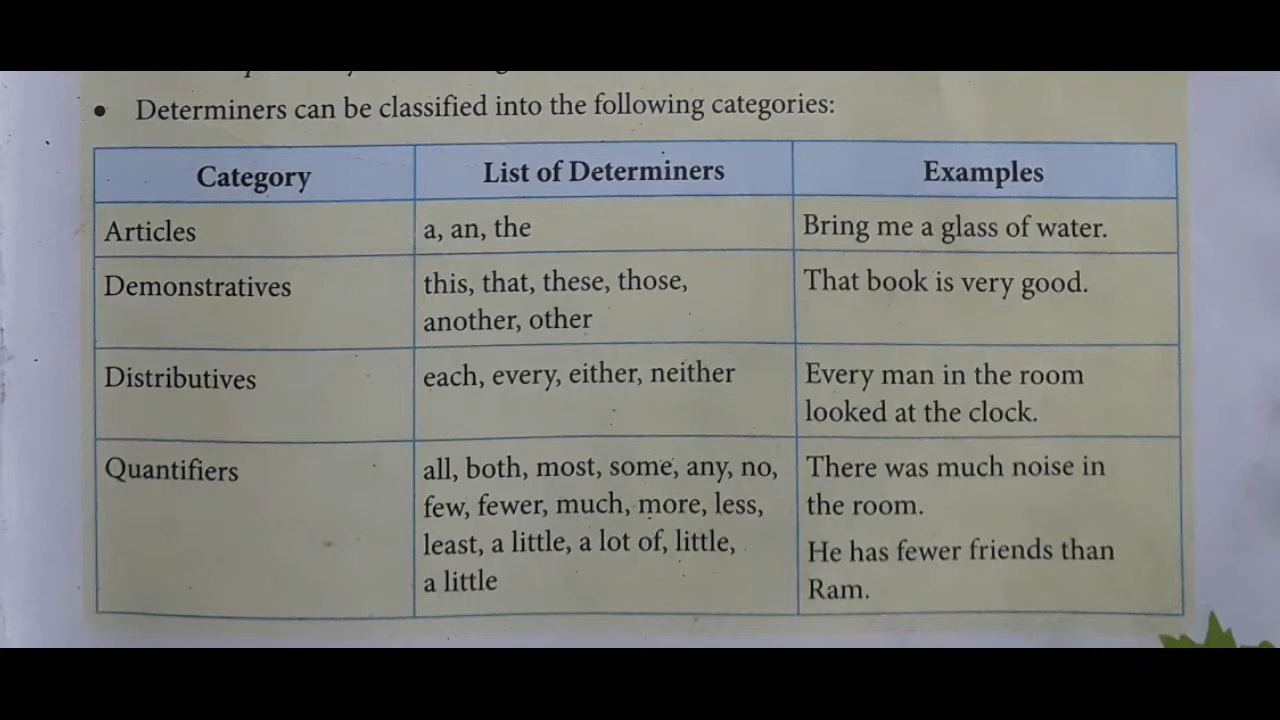 • Determiners can be classified into the following categories:
Category List of Determiners Examples
Articles a, an, the Bring me a glass of water.
Demonstratives this, that, these, those, That book is very good.
another, other
Distributives each, every, either, neither Every man in the room
looked at the clock.
Quantifiers all, both, most, some, any, no, There was much noise in
few, fewer, much, more, less, the room.
least, a little, a lot of, little, He has fewer friends than
a little Ram.